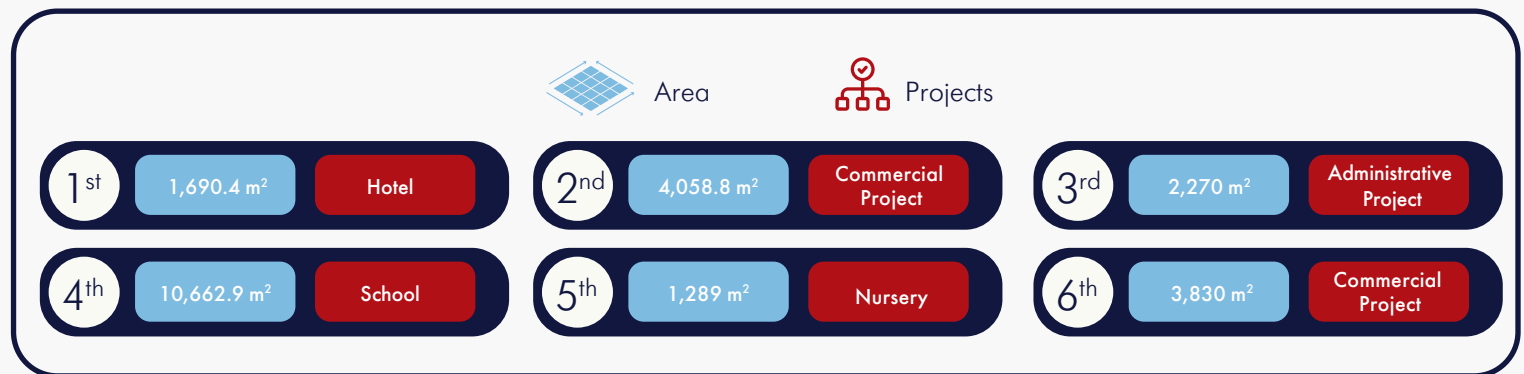 Area
Projects
1st
1,690.4 m²
Hotel
2nd
4,058.8 m²
Commercial
Project
3rd
2,270 m²
Administrative
Project
4th
10,662.9 m²
School
5th
1,289 m²
Nursery
6th
3,830 m²
Commercial
Project